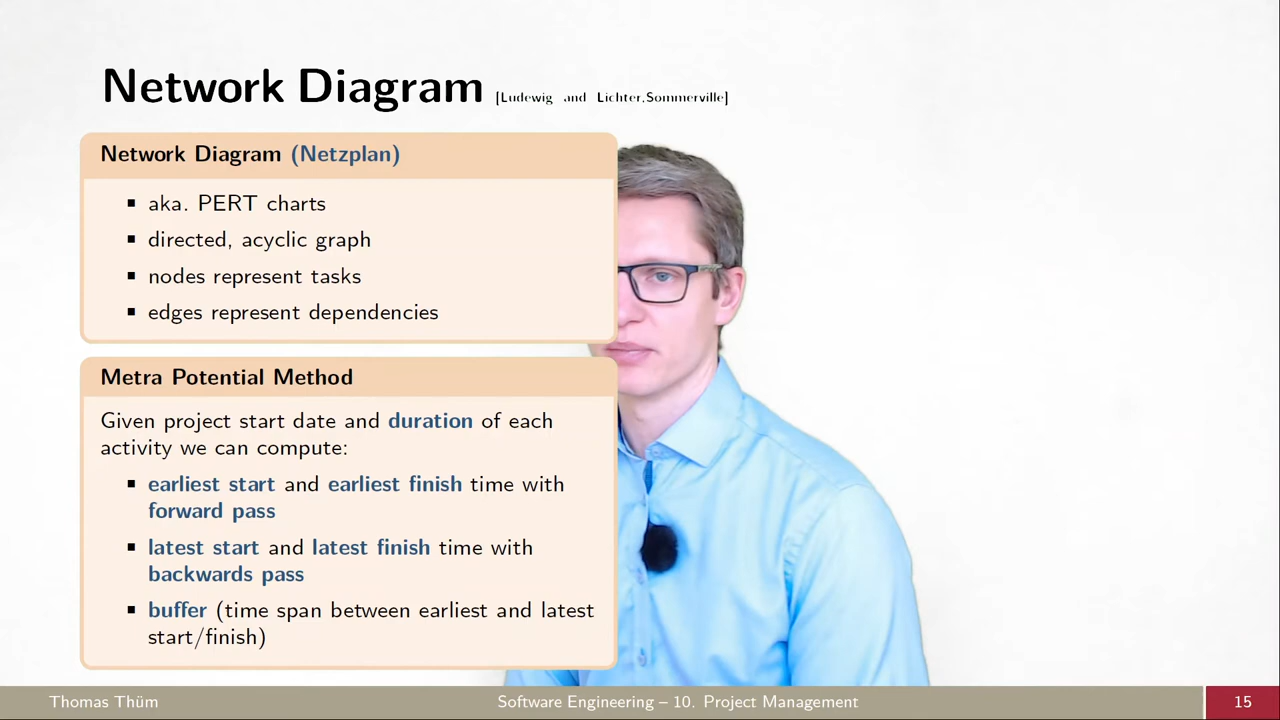 Network Diagram [Ludewig and Lichter,Sommerville]
Network Diagram (Netzplan)
▪ aka. PERT charts
▪ directed, acyclic graph
▪ nodes represent tasks
▪ edges represent dependencies
Metra Potential Method
Given project start date and duration of each
activity we can compute:
▪ earliest start and earliest finish time with
forward pass
▪ latest start and latest finish time with
backwards pass
▪ buffer (time span between earliest and latest
start/finish)
Thomas Thüm
Software Engineering – 10. Project Management
15